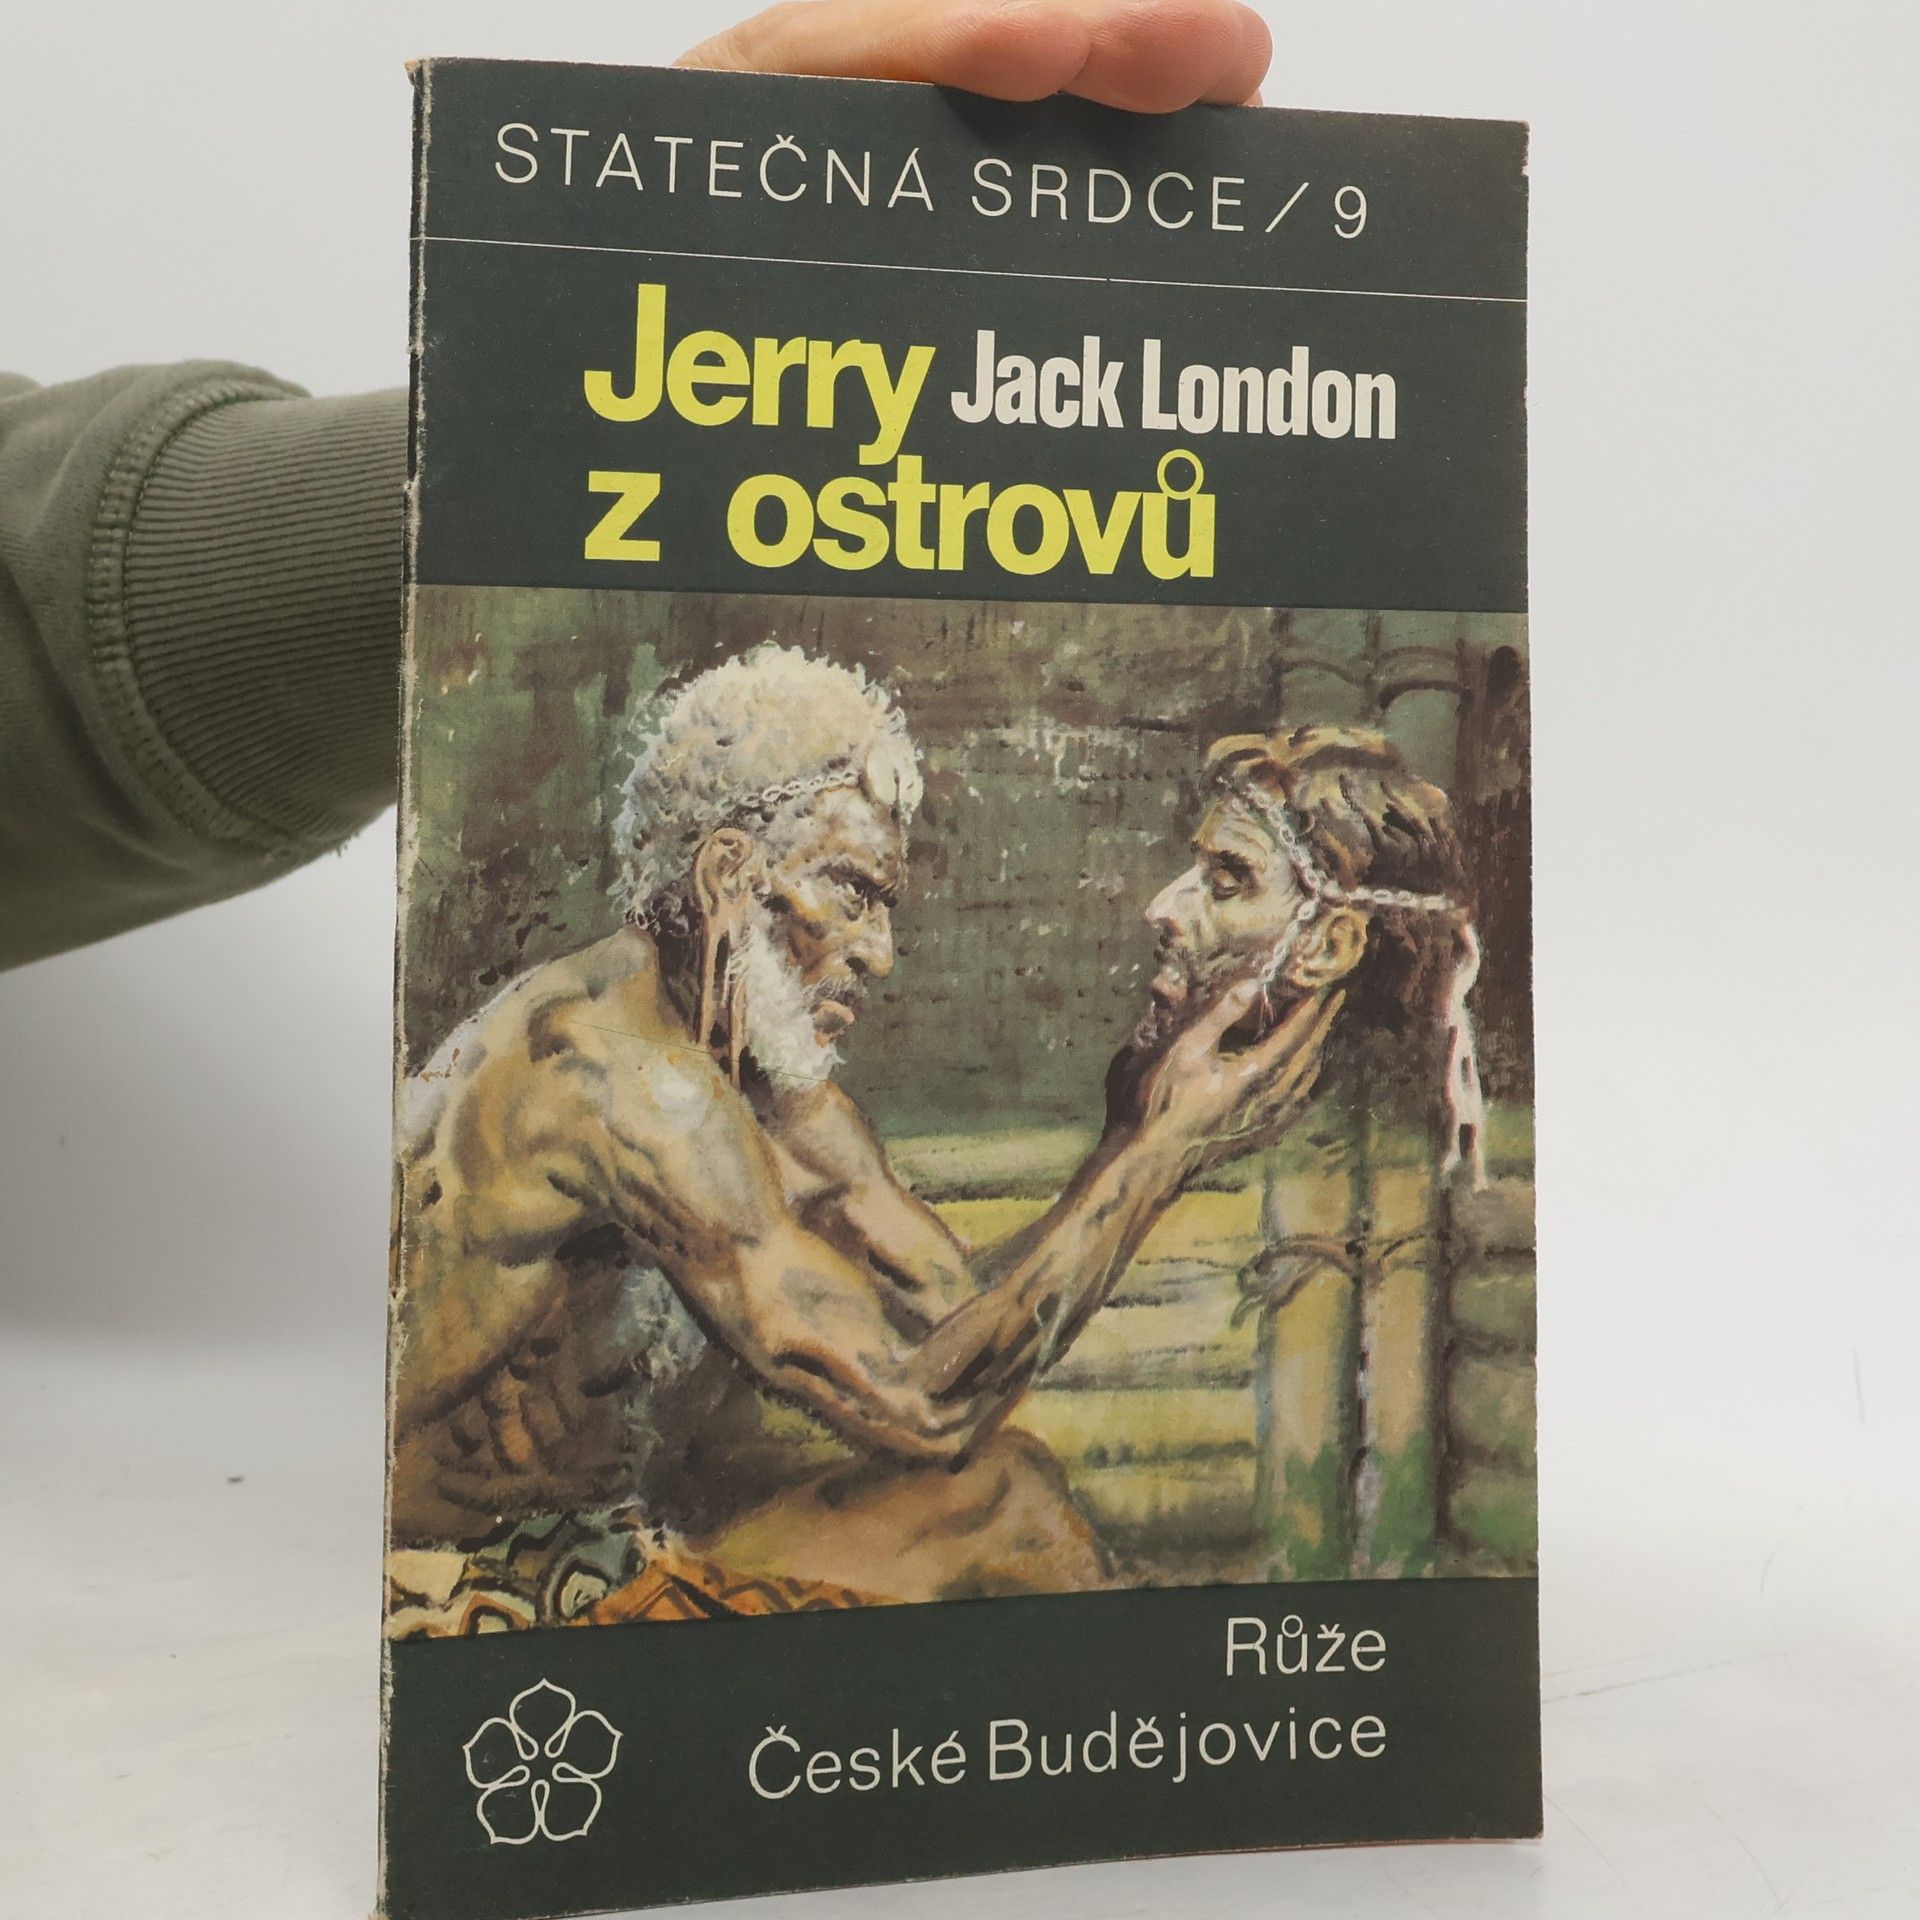 STATEČNÁ SRDCE / 9
Jerry Jack London
z ostrovů
Růže
České Budějovice